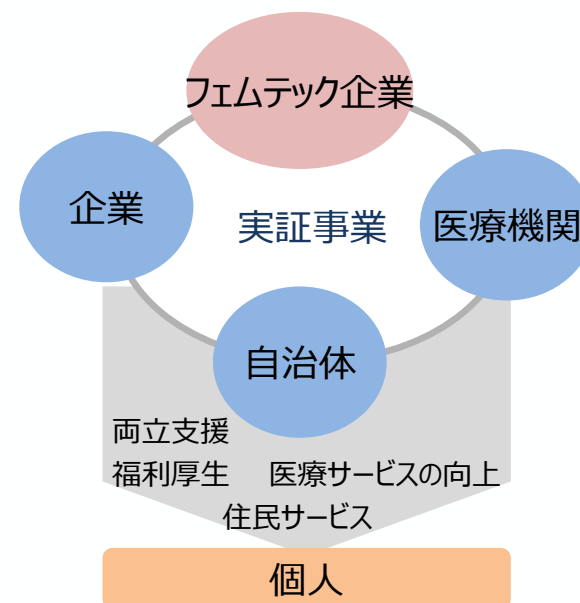 フェムテック企業
企業
実証事業
医療機関
自治体
両立支援
福利厚生
医療サービスの向上
住民サービス
個人